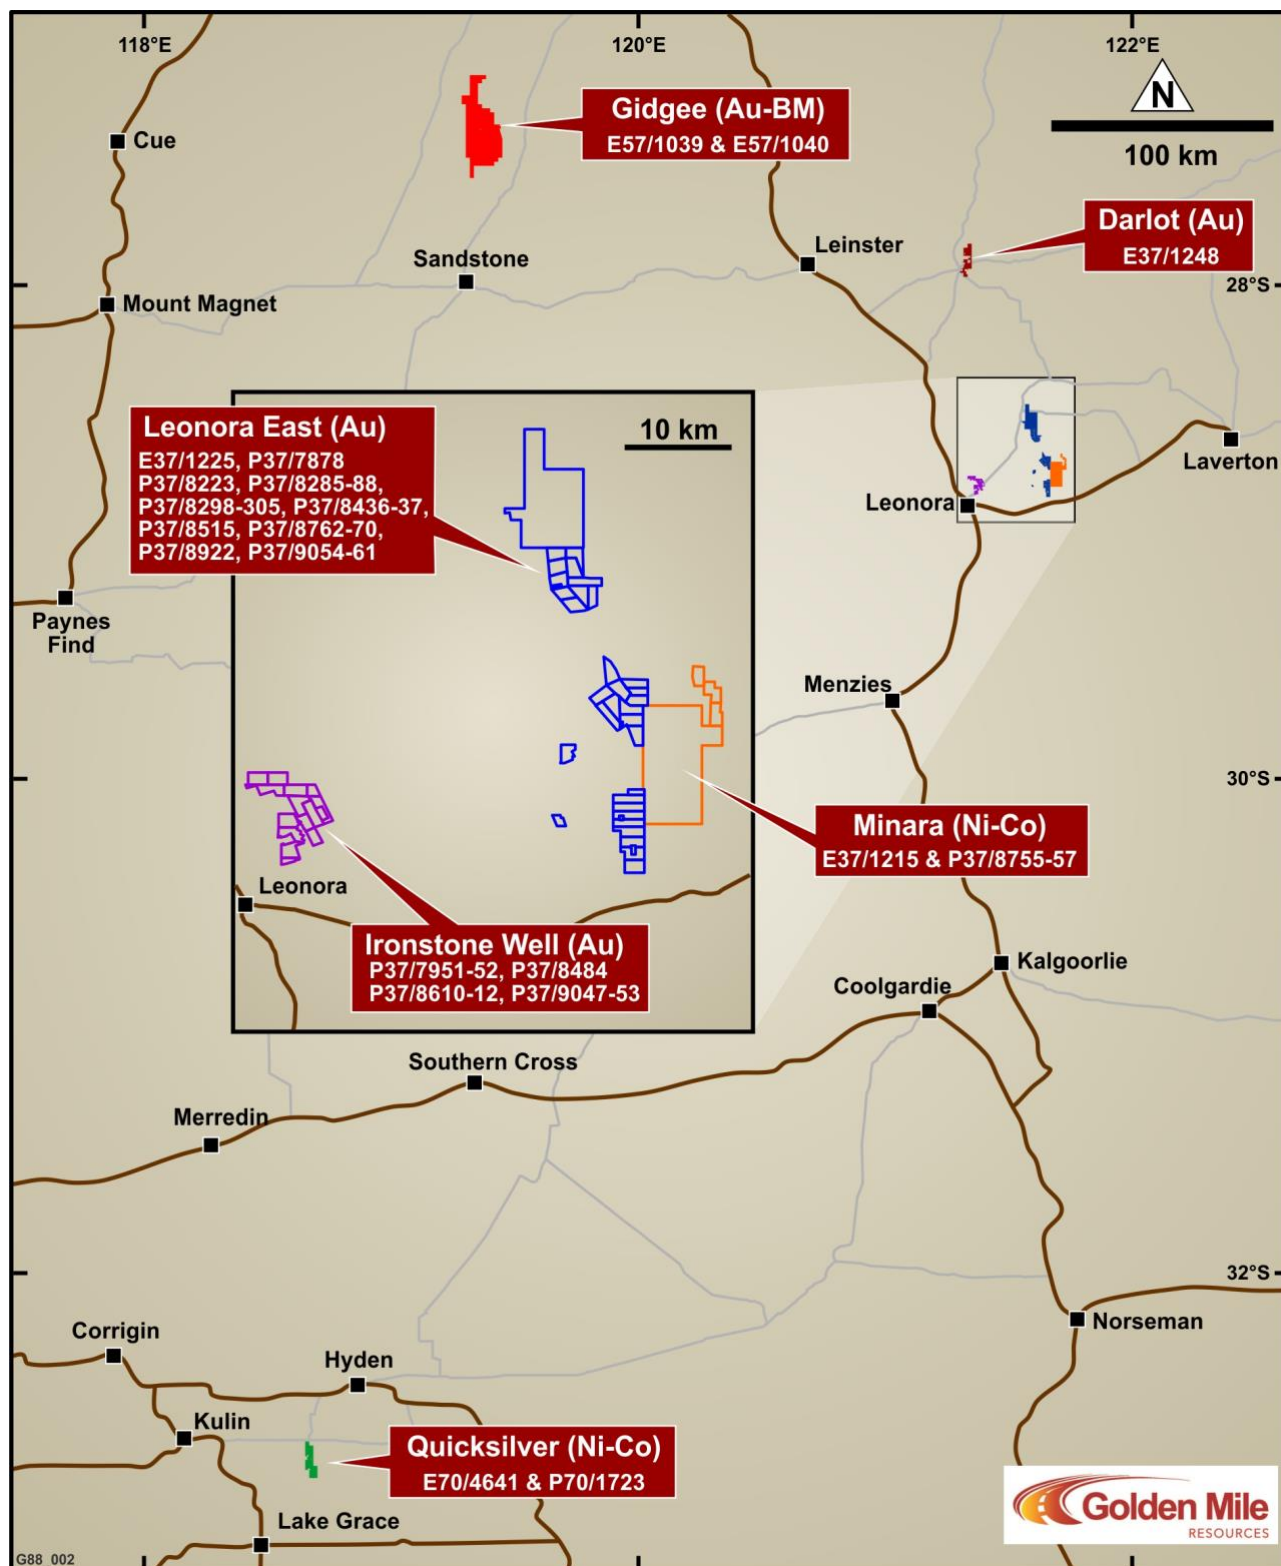 118°E
120°E
122°E
N
100 km
Gidgee (Au-BM)
E57/1039 & E57/1040
Cue
Darlot (Au)
E37/1248
Leinster
Sandstone
28°S
Mount Magnet
Leonora East (Au)
E37/1225, P37/7878
P37/8223, P37/8285-88,
P37/8298-305, P37/8436-37,
P37/8515, P37/8762-70,
P37/8922, P37/9054-61
10 km
Laverton
Leonora
Paynes
Find
Menzies
30°S
Minara (Ni-Co)
E37/1215 & P37/8755-57
Leonora
Ironstone Well (Au)
P37/7951-52, P37/8484
P37/8610-12, P37/9047-53
Kalgoorlie
Coolgardie
Southern Cross
Merredin
32°S
Norseman
Corrigin
Hyden
Kulin
Quicksilver (Ni-Co)
E70/4641 & P70/1723
Lake Grace
Golden Mile
RESOURCES
G88_002